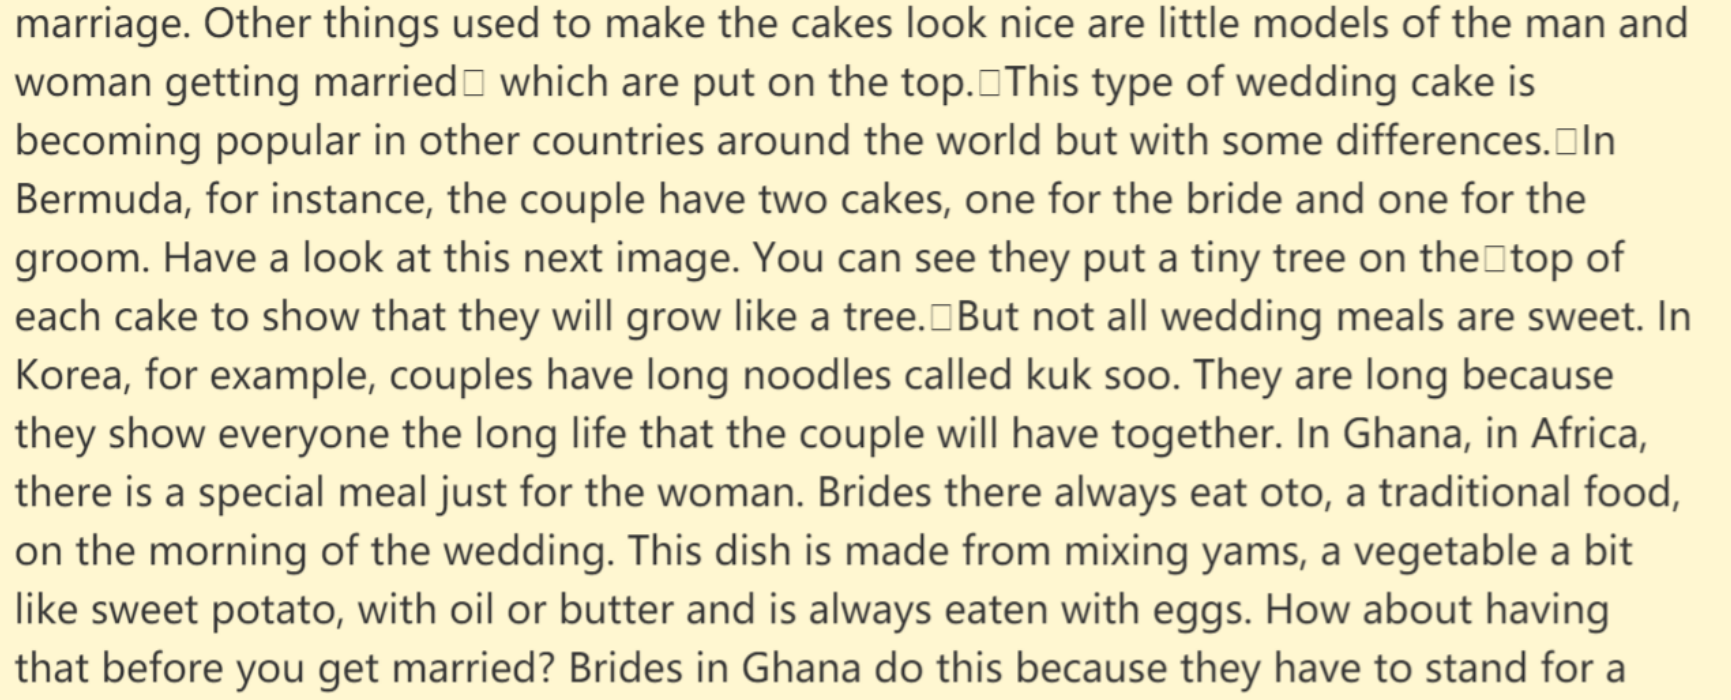 marriage. Other things used to make the cakes look nice are little models of the man and
woman getting married□ which are put on the top.□This type of wedding cake is
becoming popular in other countries around the world but with some differences.□In
Bermuda, for instance, the couple have two cakes, one for the bride and one for the
groom. Have a look at this next image. You can see they put a tiny tree on the□top of
each cake to show that they will grow like a tree.□But not all wedding meals are sweet. In
Korea, for example, couples have long noodles called kuk soo. They are long because
they show everyone the long life that the couple will have together. In Ghana, in Africa,
there is a special meal just for the woman. Brides there always eat oto, a traditional food,
on the morning of the wedding. This dish is made from mixing yams, a vegetable a bit
like sweet potato, with oil or butter and is always eaten with eggs. How about having
that before you get married? Brides in Ghana do this because they have to stand for a